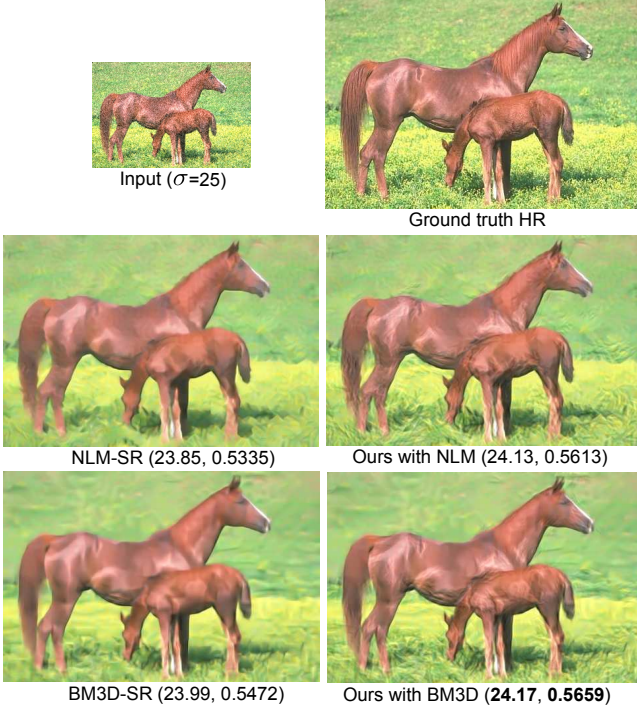 Input (σ=25)
Ground truth HR
NLM-SR (23.85, 0.5335)
Ours with NLM (24.13, 0.5613)
BM3D-SR (23.99, 0.5472)
Ours with BM3D (24.17, 0.5659)